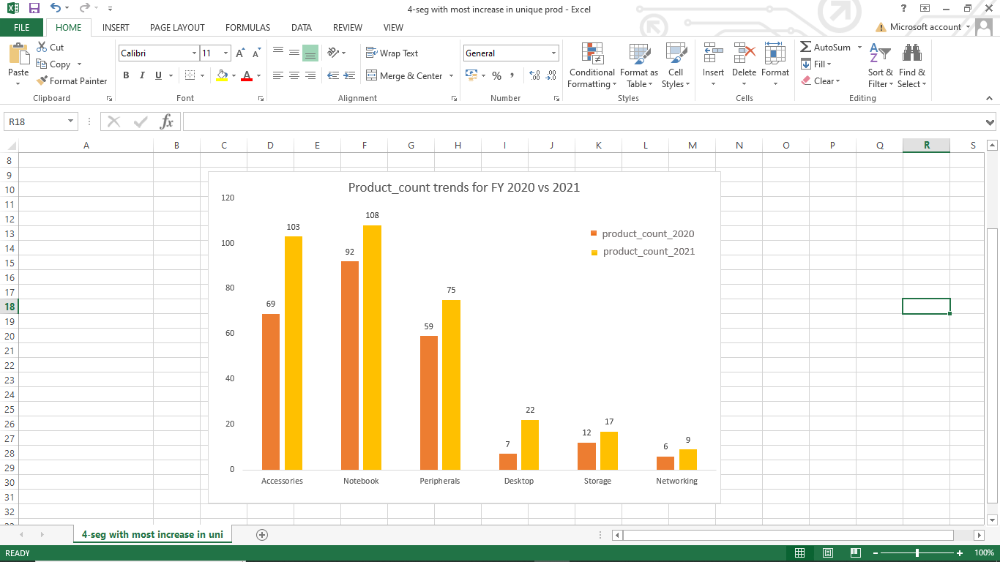 4-seg with most increase in unique prod - Excel
?
FILE HOME INSERT PAGE LAYOUT FORMULAS DATA REVIEW VIEW Microsoft account
Paste
Cut
Copy
Format Painter
Clipboard
Calibri 11
B I U
Font
Wrap Text
Merge & Center
Alignment
General
%
Number
Conditional Formatting
Format as Table
Cell Styles
Styles
Insert Delete Format
Cells
AutoSum
Fill
Clear
Sort & Filter
Find & Select
Editing
R18 fx
A B C D E F G H I J K L M N O P Q R S
8
9
10
11
12
13
14
15
16
17
18
19
20
21
22
23
24
25
26
27
28
29
30
31
32
Product_count trends for FY 2020 vs 2021
120
100
80
60
40
20
0
69 103
92 108
59 75
7 22
12 17
6 9
product_count_2020
product_count_2021
Accessories Notebook Peripherals Desktop Storage Networking
4-seg with most increase in uni
READY 100%